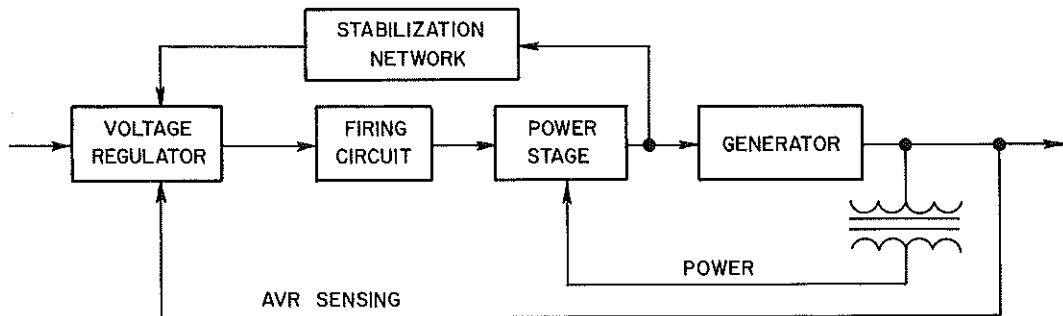 STABILIZATION
NETWORK
VOLTAGE
REGULATOR
FIRING
CIRCUIT
POWER
STAGE
GENERATOR
POWER
AVR SENSING